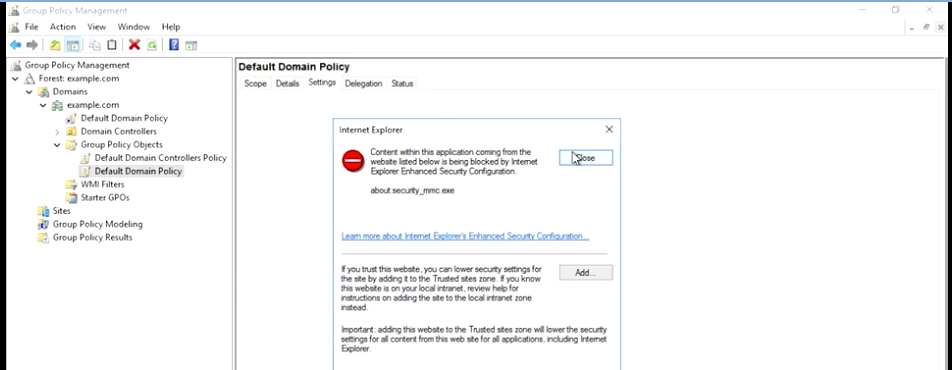 Group Policy Management
File Action View Window Help
Group Policy Management
Forest: example.com
Domains
example.com
Default Domain Policy
Domain Controllers
Group Policy Objects
Default Domain Controllers Policy
Default Domain Policy
WMI Filters
Starter GPOs
Sites
Group Policy Modeling
Group Policy Results
Default Domain Policy
Scope Details Settings Delegation Status
Internet Explorer
Content within this application coming from the
website listed below is being blocked by Internet
Explorer Enhanced Security Configuration.
Close
about:security_mmc.exe
Learn more about Internet Explorer's Enhanced Security Configuration...
If you trust this website, you can lower security settings for
the site by adding it to the Trusted sites zone. If you know
this website is on your local intranet, review help for
instructions on adding the site to the local intranet zone
instead.
Add...
Important: adding this website to the Trusted sites zone will lower the security
settings for all content from this web site for all applications, including Internet
Explorer.